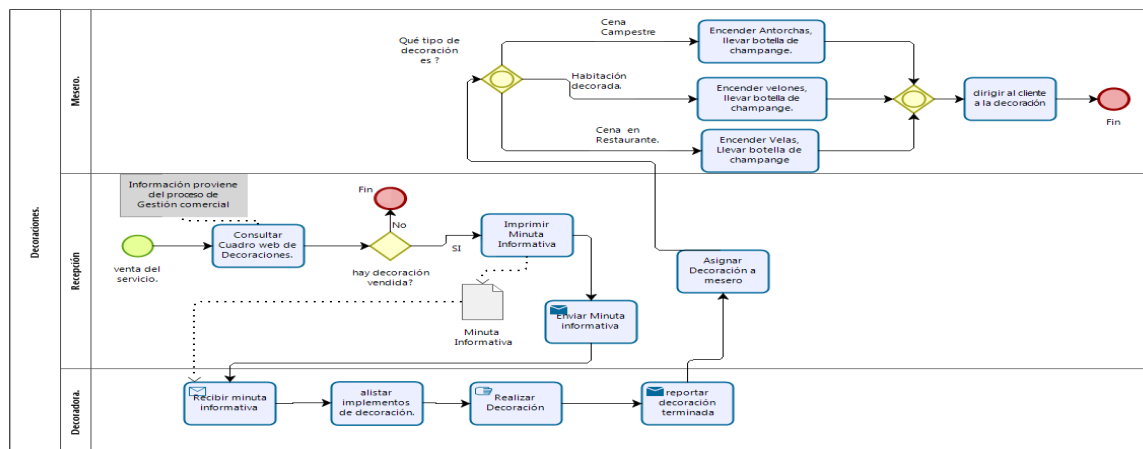 Decoraciones.
Mesero.
Qué tipo de
decoración
es ?
Cena
Campestre
Encender Antorchas,
llevar botella de
champange.
Habitación
decorada.
Encender velones,
llevar botella de
champange.
Cena en
Restaurante.
Encender Velas,
Llevar botella de
champange
dirigir al cliente
a la decoración
Fin
Recepción
Información proviene
del proceso de
Gestión comercial
venta del
servicio.
Consultar
Cuadro web de
Decoraciones.
Fin
No
hay decoración
vendida?
SI
Imprimir
Minuta
Informativa
Minuta
Informativa
Enviar Minuta
informativa
Asignar
Decoración a
mesero
Decoradora.
Recibir minuta
informativa
alistar
implementos
de decoración.
Realizar
Decoración
reportar
decoración
terminada